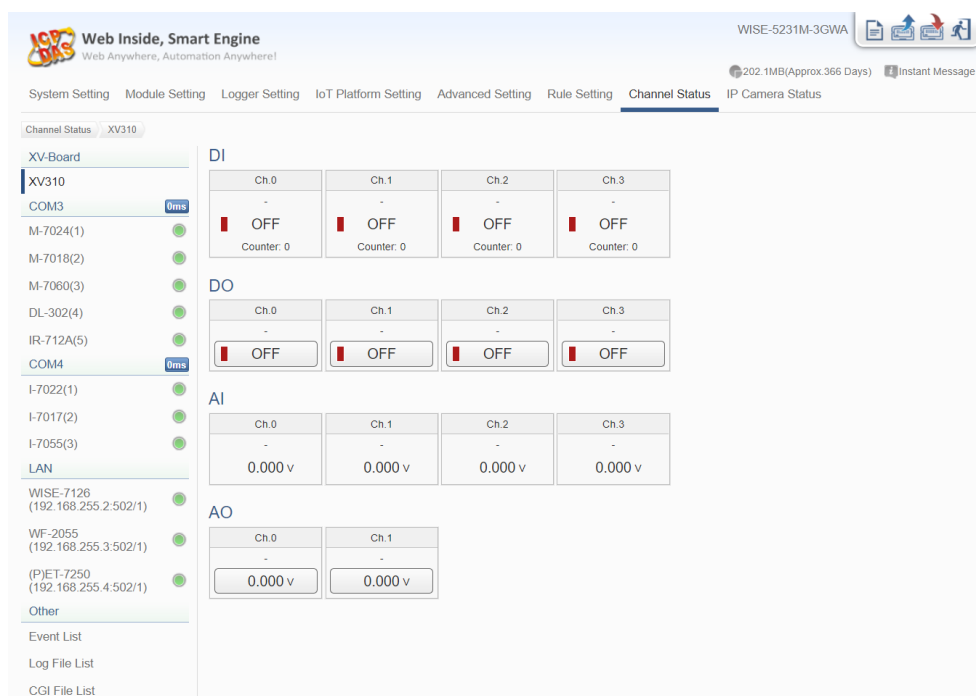 ICP DAS
Web Inside, Smart Engine
Web Anywhere, Automation Anywhere!
WISE-5231M-3GWA
202.1MB(Approx.366 Days) Instant Message
System Setting Module Setting Logger Setting IoT Platform Setting Advanced Setting Rule Setting Channel Status IP Camera Status
Channel Status XV310
XV-Board
XV310
COM3 0ms
M-7024(1)
M-7018(2)
M-7060(3)
DL-302(4)
IR-712A(5)
COM4 0ms
I-7022(1)
I-7017(2)
I-7055(3)
LAN
WISE-7126
(192.168.255.2:502/1)
WF-2055
(192.168.255.3:502/1)
(P)ET-7250
(192.168.255.4:502/1)
Other
Event List
Log File List
CGI File List
DI
Ch.0 Ch.1 Ch.2 Ch.3
- - - -
OFF OFF OFF OFF
Counter: 0 Counter: 0 Counter: 0 Counter: 0
DO
Ch.0 Ch.1 Ch.2 Ch.3
- - - -
OFF OFF OFF OFF
AI
Ch.0 Ch.1 Ch.2 Ch.3
- - - -
0.000 V 0.000 V 0.000 V 0.000 V
AO
Ch.0 Ch.1
- -
0.000 V 0.000 V